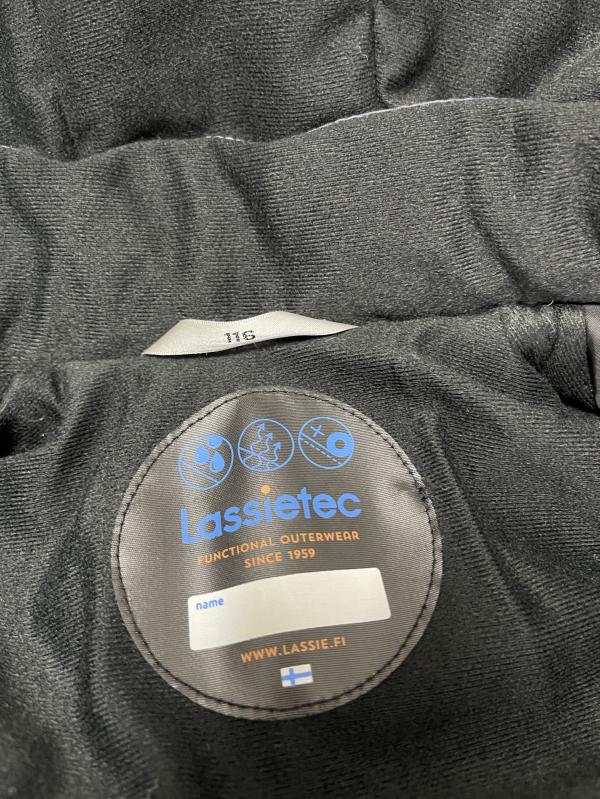 116
Lassietec
FUNCTIONAL OUTERWEAR
SINCE 1959
name
WWW.LASSIE.FI